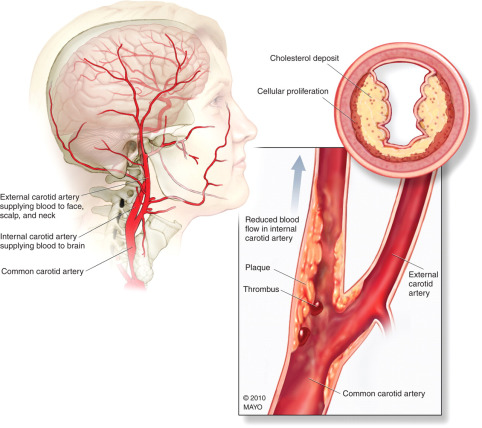 Cholesterol deposit
Cellular proliferation
External carotid artery
supplying blood to face,
scalp, and neck
Internal carotid artery
supplying blood to brain
Common carotid artery
Reduced blood
flow in internal
carotid artery
Plaque
Thrombus
External
carotid
artery
Common carotid artery
© 2010
MAYO